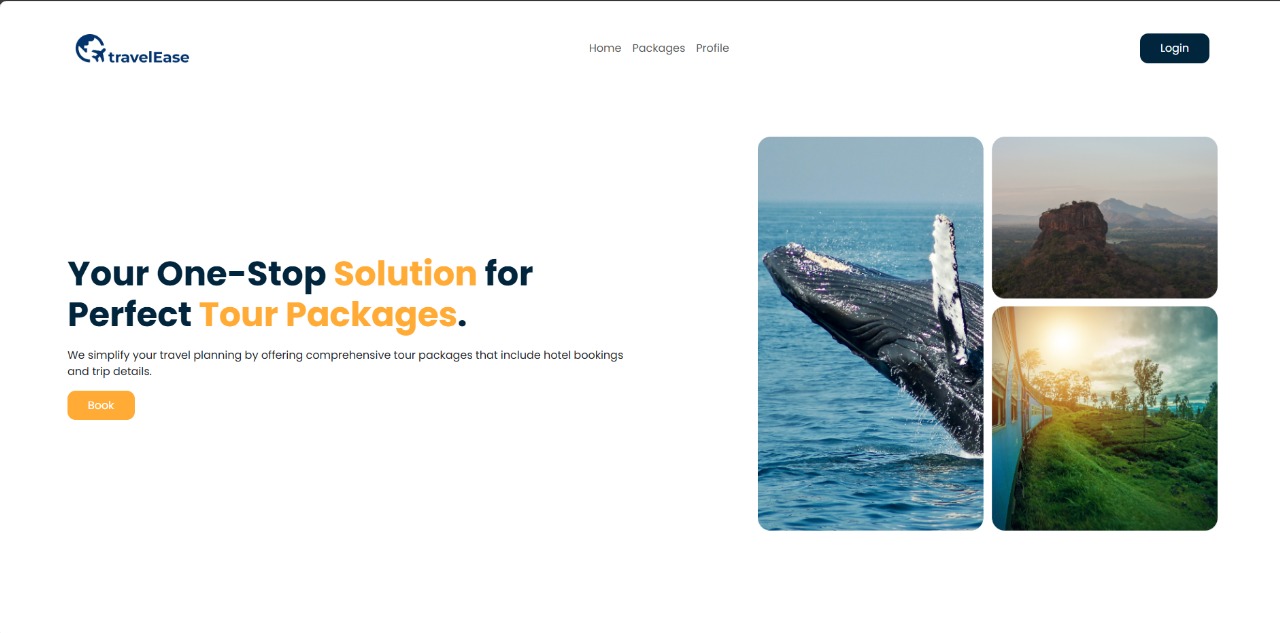 travelEase
Home Packages Profile
Login
Your One-Stop Solution for
Perfect Tour Packages.
We simplify your travel planning by offering comprehensive tour packages that include hotel bookings
and trip details.
Book